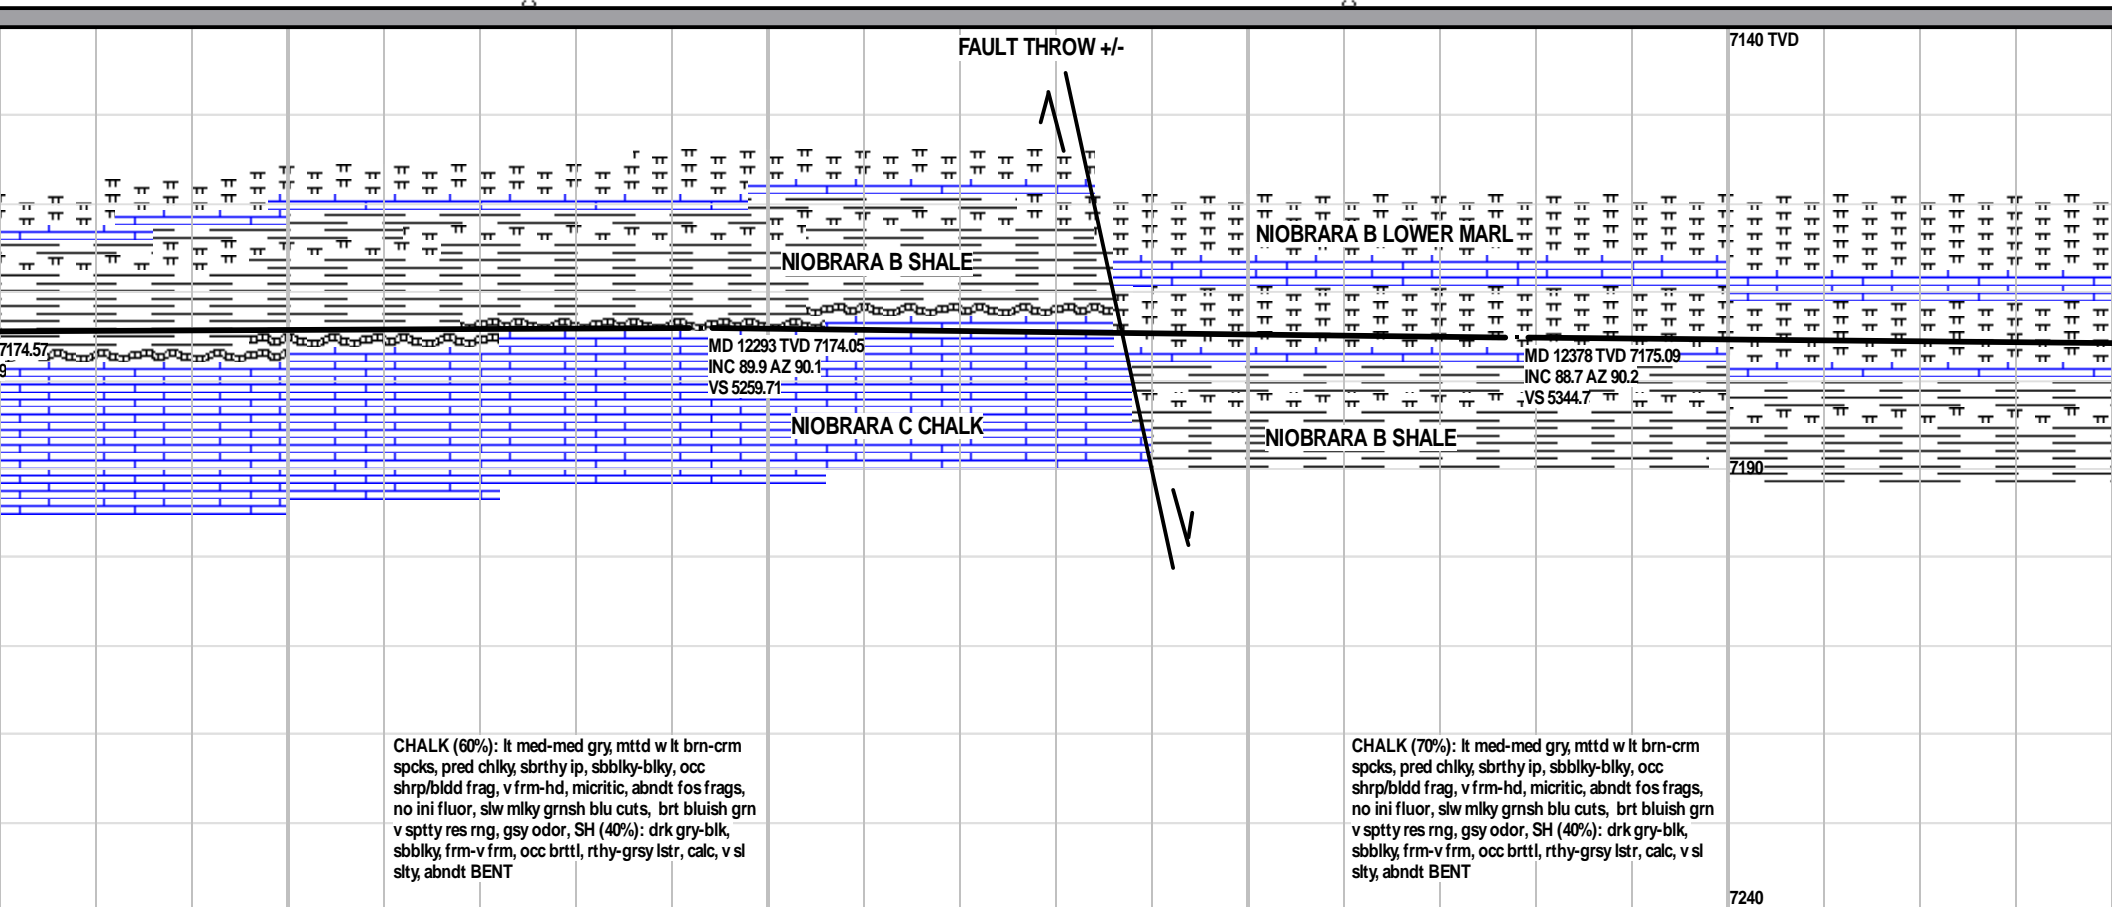 FAULT THROW +/-
7140 TVD
NIOBRARA B LOWER MARL
NIOBRARA B SHALE
7174.57
9
MD 12293 TVD 7174.05
INC 89.9 AZ 90.1
VS 5259.71
MD 12378 TVD 7175.09
INC 88.7 AZ 90.2
VS 5344.7
NIOBRARA C CHALK
NIOBRARA B SHALE
7190
CHALK (60%): lt med-med gry, mttd w lt brn-crm
spcks, pred chlky, sbrthy ip, sbblky-blky, occ
shrp/bldd frag, v frm-hd, micritic, abndt fos frags,
no ini fluor, slw mlky grnsh blu cuts, brt bluish grn
v sptty res rng, gsy odor, SH (40%): drk gry-blk,
sbblky, frm-v frm, occ brttl, rthy-grsy lstr, calc, v sl
slty, abndt BENT
CHALK (70%): lt med-med gry, mttd w lt brn-crm
spcks, pred chlky, sbrthy ip, sbblky-blky, occ
shrp/bldd frag, v frm-hd, micritic, abndt fos frags,
no ini fluor, slw mlky grnsh blu cuts, brt bluish grn
v sptty res rng, gsy odor, SH (40%): drk gry-blk,
sbblky, frm-v frm, occ brttl, rthy-grsy lstr, calc, v sl
slty, abndt BENT
7240